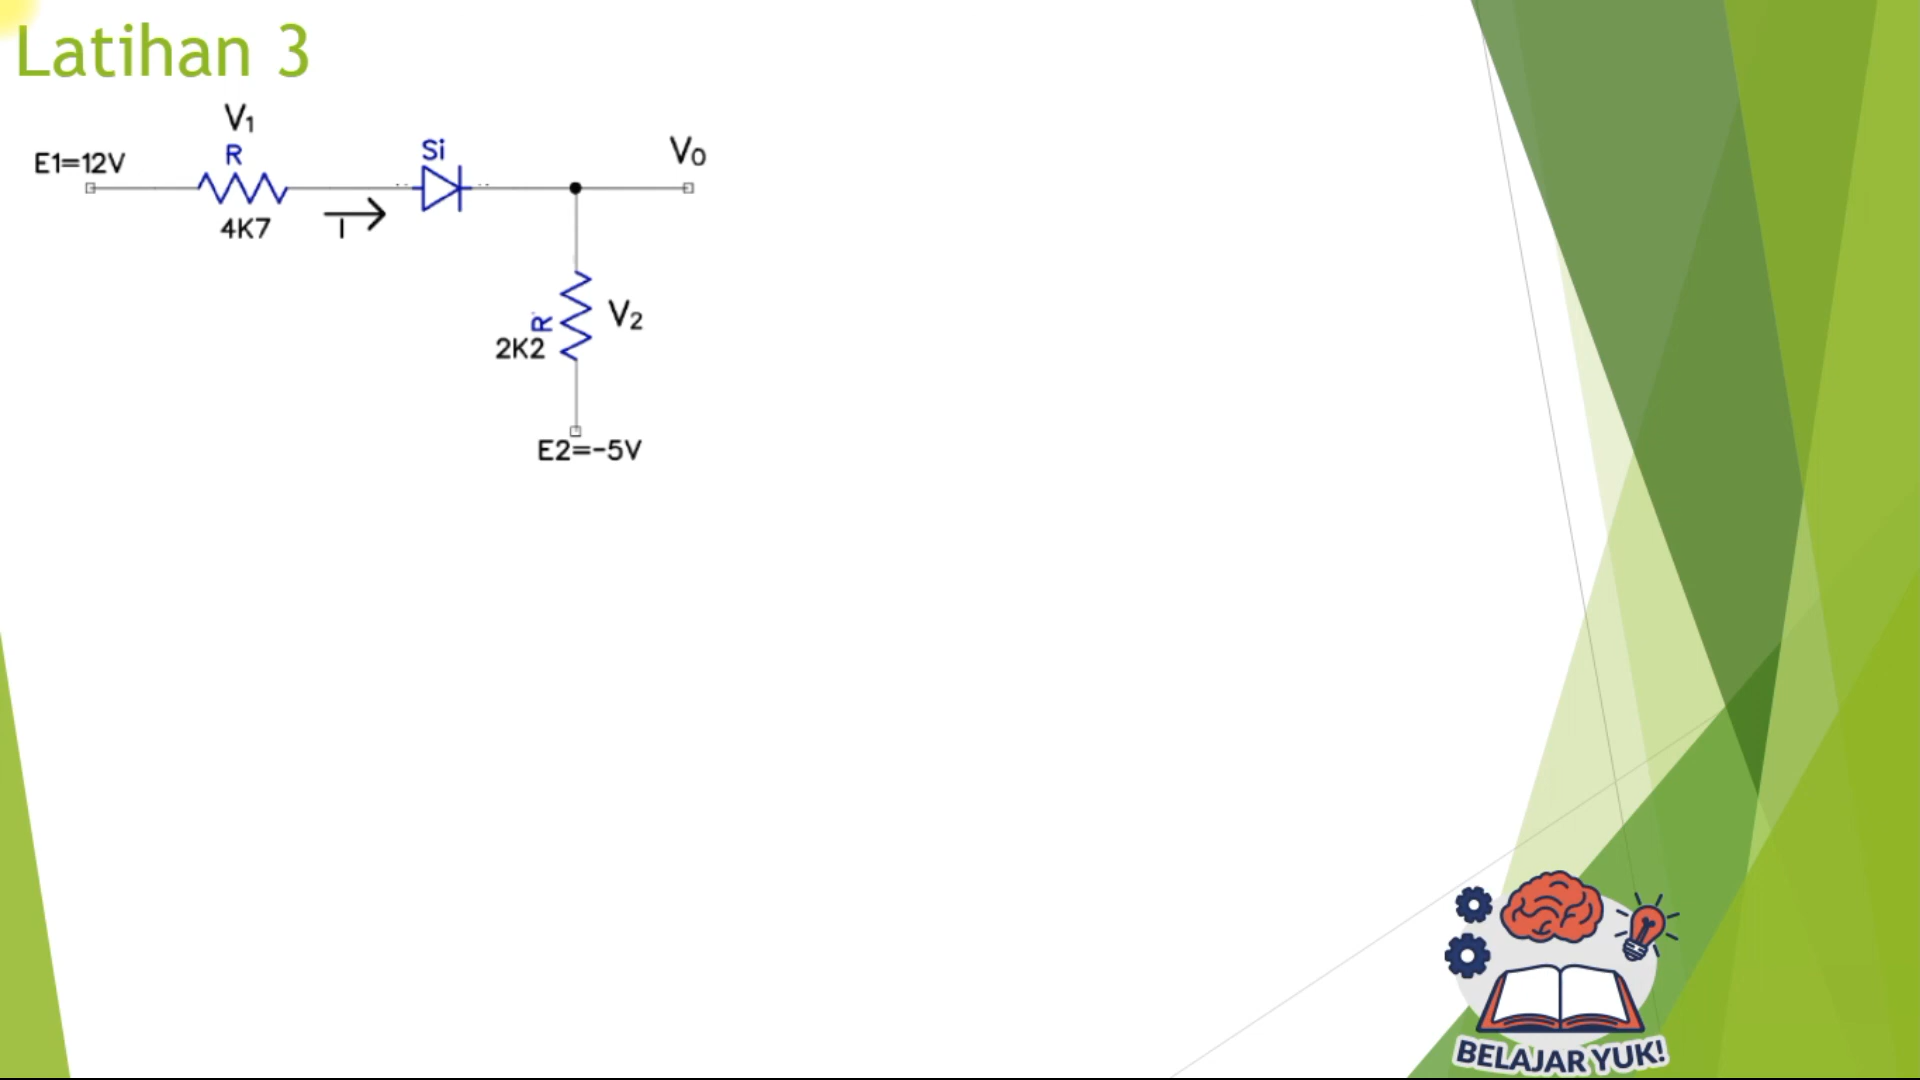 Latihan 3
V1
E1=12V
R
Si
V0
4K7
I
R
V2
2K2
E2=-5V
BELAJAR YUK!